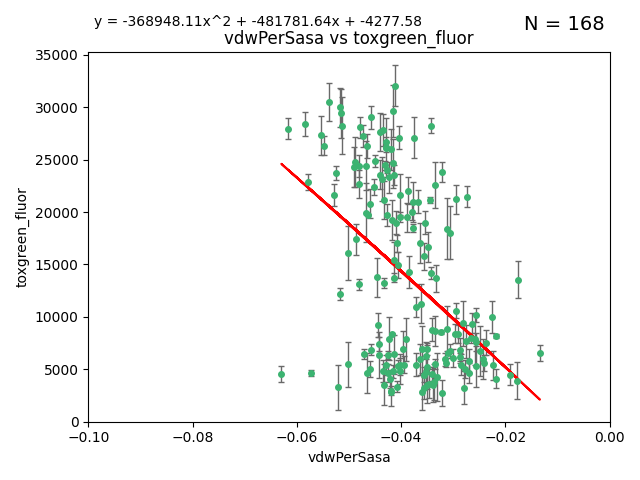 y = -368948.11x^2 + -481781.64x + -4277.58
N = 168
vdwPerSasa vs toxgreen_fluor
35000
30000
25000
20000
15000
10000
5000
0
toxgreen_fluor
−0.10
−0.08
−0.06
−0.04
−0.02
0.00
vdwPerSasa